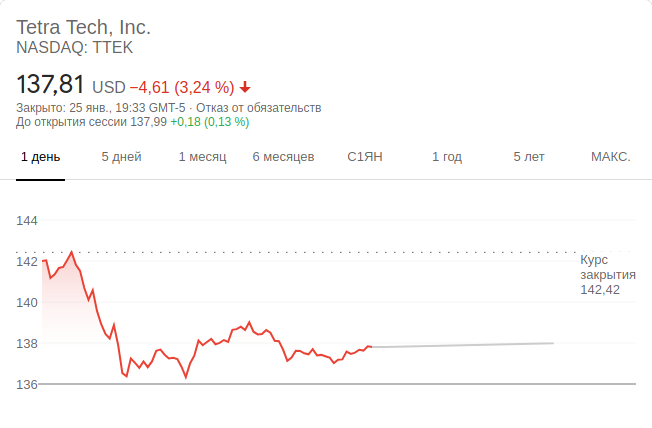 Tetra Tech, Inc.
NASDAQ: TTEK
137,81 USD −4,61 (3,24 %)
Закрыто: 25 янв., 19:33 GMT-5 · Отказ от обязательств
До открытия сессии 137,99 +0,18 (0,13 %)
1 день 5 дней 1 месяц 6 месяцев С1ЯН 1 год 5 лет МАКС.
144
142
Курс
закрытия
142,42
140
138
136